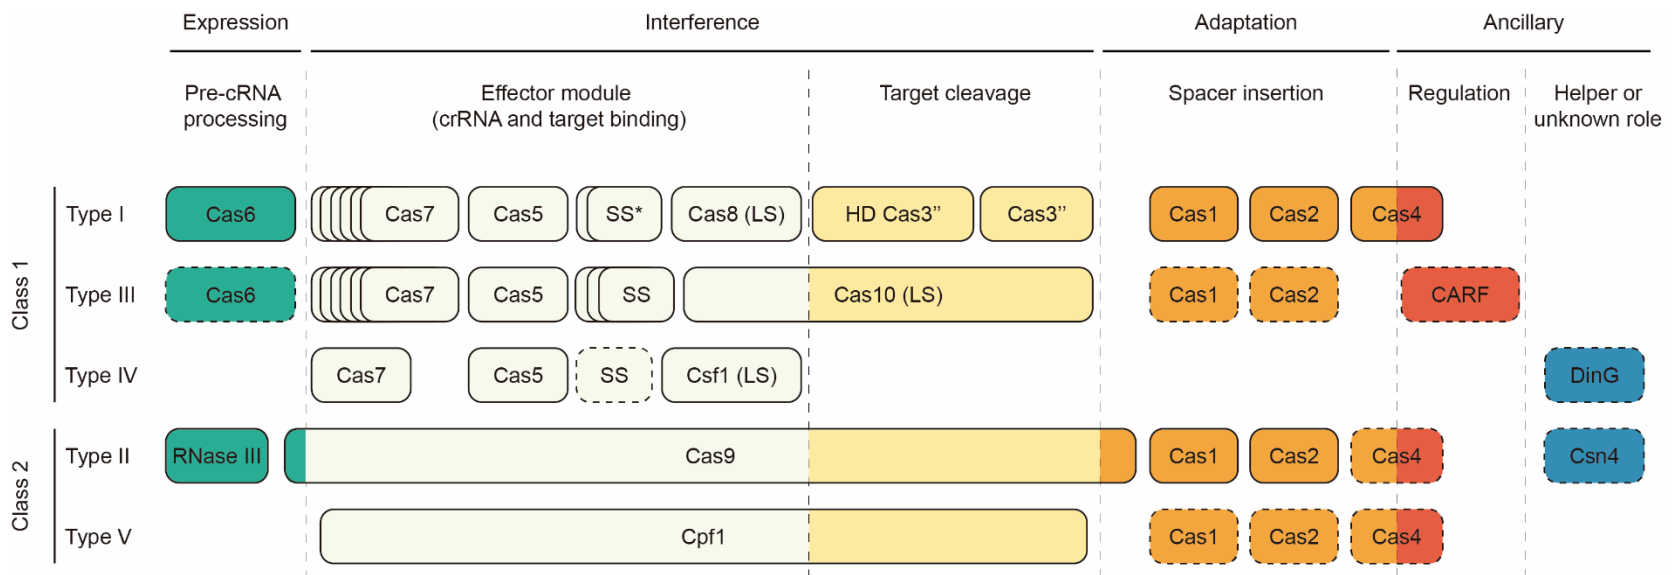 Expression Interference Adaptation Ancillary
Pre-cRNA Effector module Target cleavage Spacer insertion Regulation Helper or
processing (crRNA and target binding) unknown role
Class 1
Type I Cas6 Cas7 Cas5 SS* Cas8 (LS) HD Cas3’’ Cas3’’ Cas1 Cas2 Cas4
Type III Cas6 Cas7 Cas5 SS Cas10 (LS) Cas1 Cas2 CARF
Type IV Cas7 Cas5 SS Csf1 (LS) DinG
Class 2
Type II RNase III Cas9 Cas1 Cas2 Cas4 Csn4
Type V Cpf1 Cas1 Cas2 Cas4